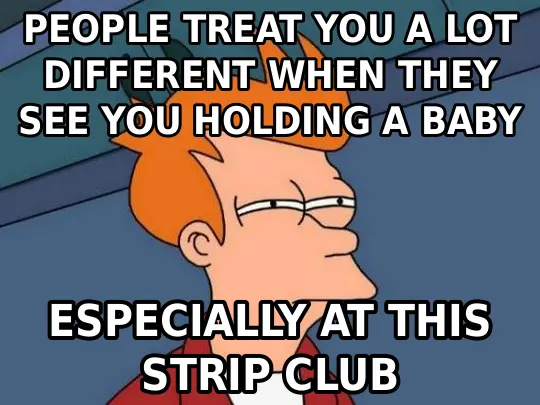 PEOPLE TREAT YOU A LOT
DIFFERENT WHEN THEY
SEE YOU HOLDING A BABY
ESPECIALLY AT THIS
STRIP CLUB